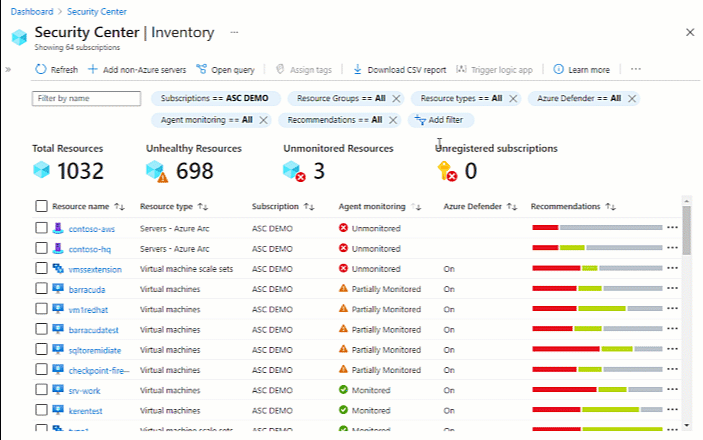 Dashboard > Security Center
Security Center | Inventory ...
Showing 64 subscriptions
» Refresh + Add non-Azure servers Open query Assign tags Download CSV report Trigger logic app Learn more ...
Filter by name Subscriptions == ASC DEMO Resource Groups == All Resource types == All Azure Defender == All
Agent monitoring == All Recommendations == All Add filter
Total Resources Unhealthy Resources Unmonitored Resources Unregistered subscriptions
1032 698 3 0
Resource name Resource type Subscription Agent monitoring Azure Defender Recommendations
contoso-aws Servers - Azure Arc ASC DEMO Unmonitored ...
contoso-hq Servers - Azure Arc ASC DEMO Unmonitored ...
vmssextension Virtual machine scale sets ASC DEMO Unmonitored On ...
barracuda Virtual machines ASC DEMO Partially Monitored On ...
vm1redhat Virtual machines ASC DEMO Partially Monitored On ...
barracudatest Virtual machines ASC DEMO Partially Monitored On ...
sqltoremidiate Virtual machines ASC DEMO Partially Monitored On ...
checkpoint-fire... Virtual machines ASC DEMO Partially Monitored On ...
srv-work Virtual machines ASC DEMO Monitored On ...
kerentest Virtual machines ASC DEMO Monitored On ...
Virtual machine scale sets ASC DEMO Monitored On